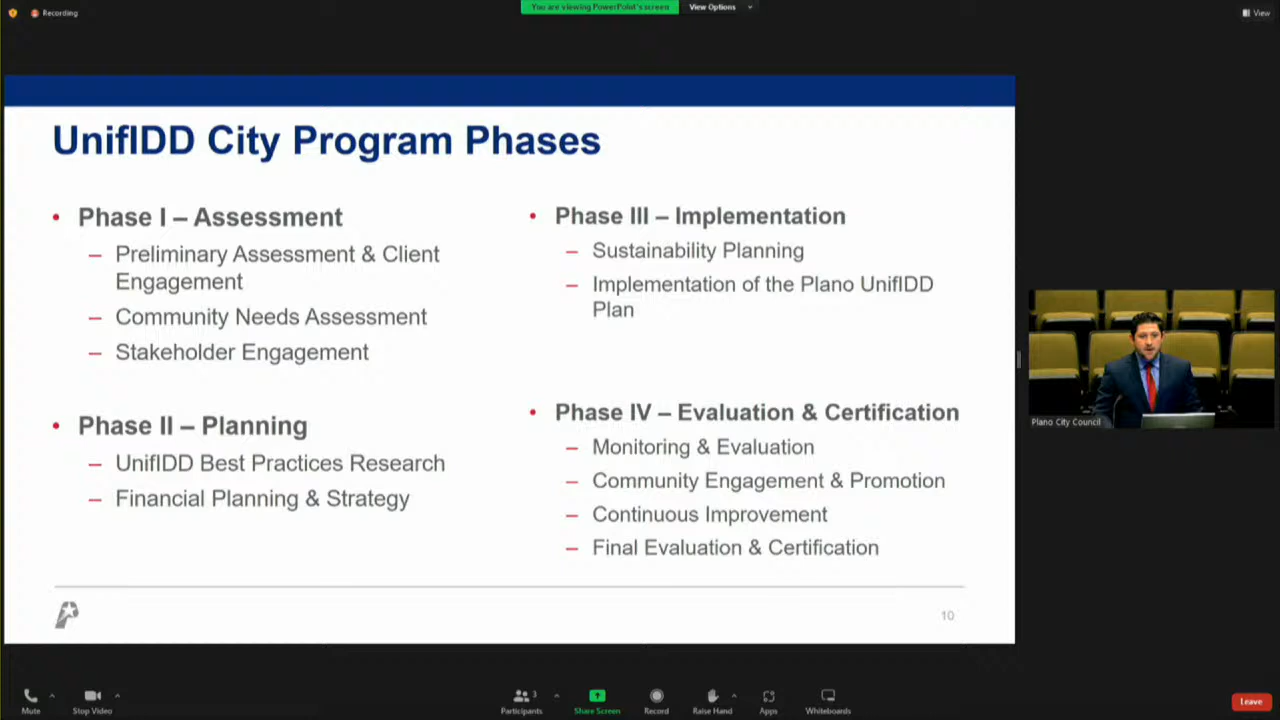 Recording
You are viewing PowerPoint's screen
View Options
View
UnifIDD City Program Phases
• Phase I – Assessment
– Preliminary Assessment & Client
Engagement
– Community Needs Assessment
– Stakeholder Engagement
• Phase II – Planning
– UnifIDD Best Practices Research
– Financial Planning & Strategy
• Phase III – Implementation
– Sustainability Planning
– Implementation of the Plano UnifIDD
Plan
• Phase IV – Evaluation & Certification
– Monitoring & Evaluation
– Community Engagement & Promotion
– Continuous Improvement
– Final Evaluation & Certification
10
Plano City Council
Mute
Stop Video
3
Participants
Share Screen
Record
Raise Hand
Apps
Whiteboards
Leave